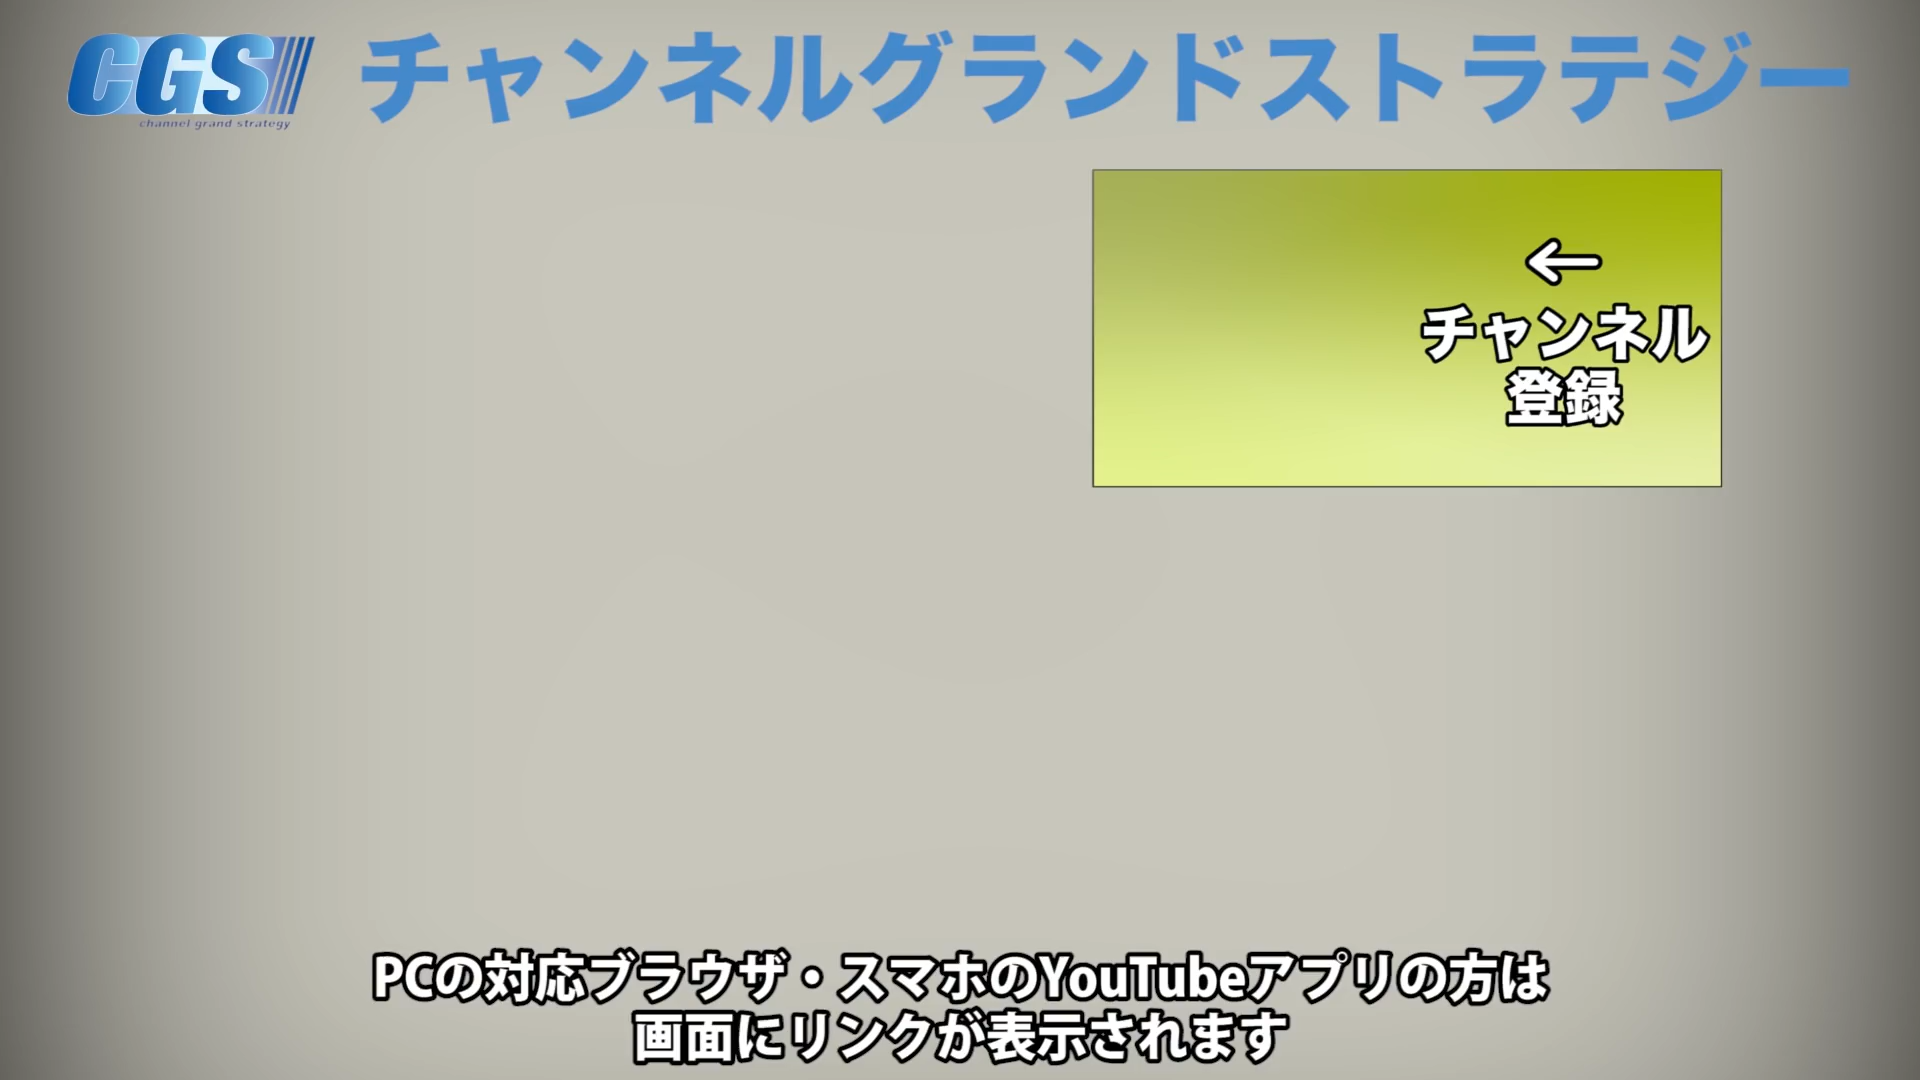 CGS
channel grand strategy
チャンネルグランドストラテジー
←
チャンネル
登録
PCの対応ブラウザ・スマホのYouTubeアプリの方は
画面にリンクが表示されます